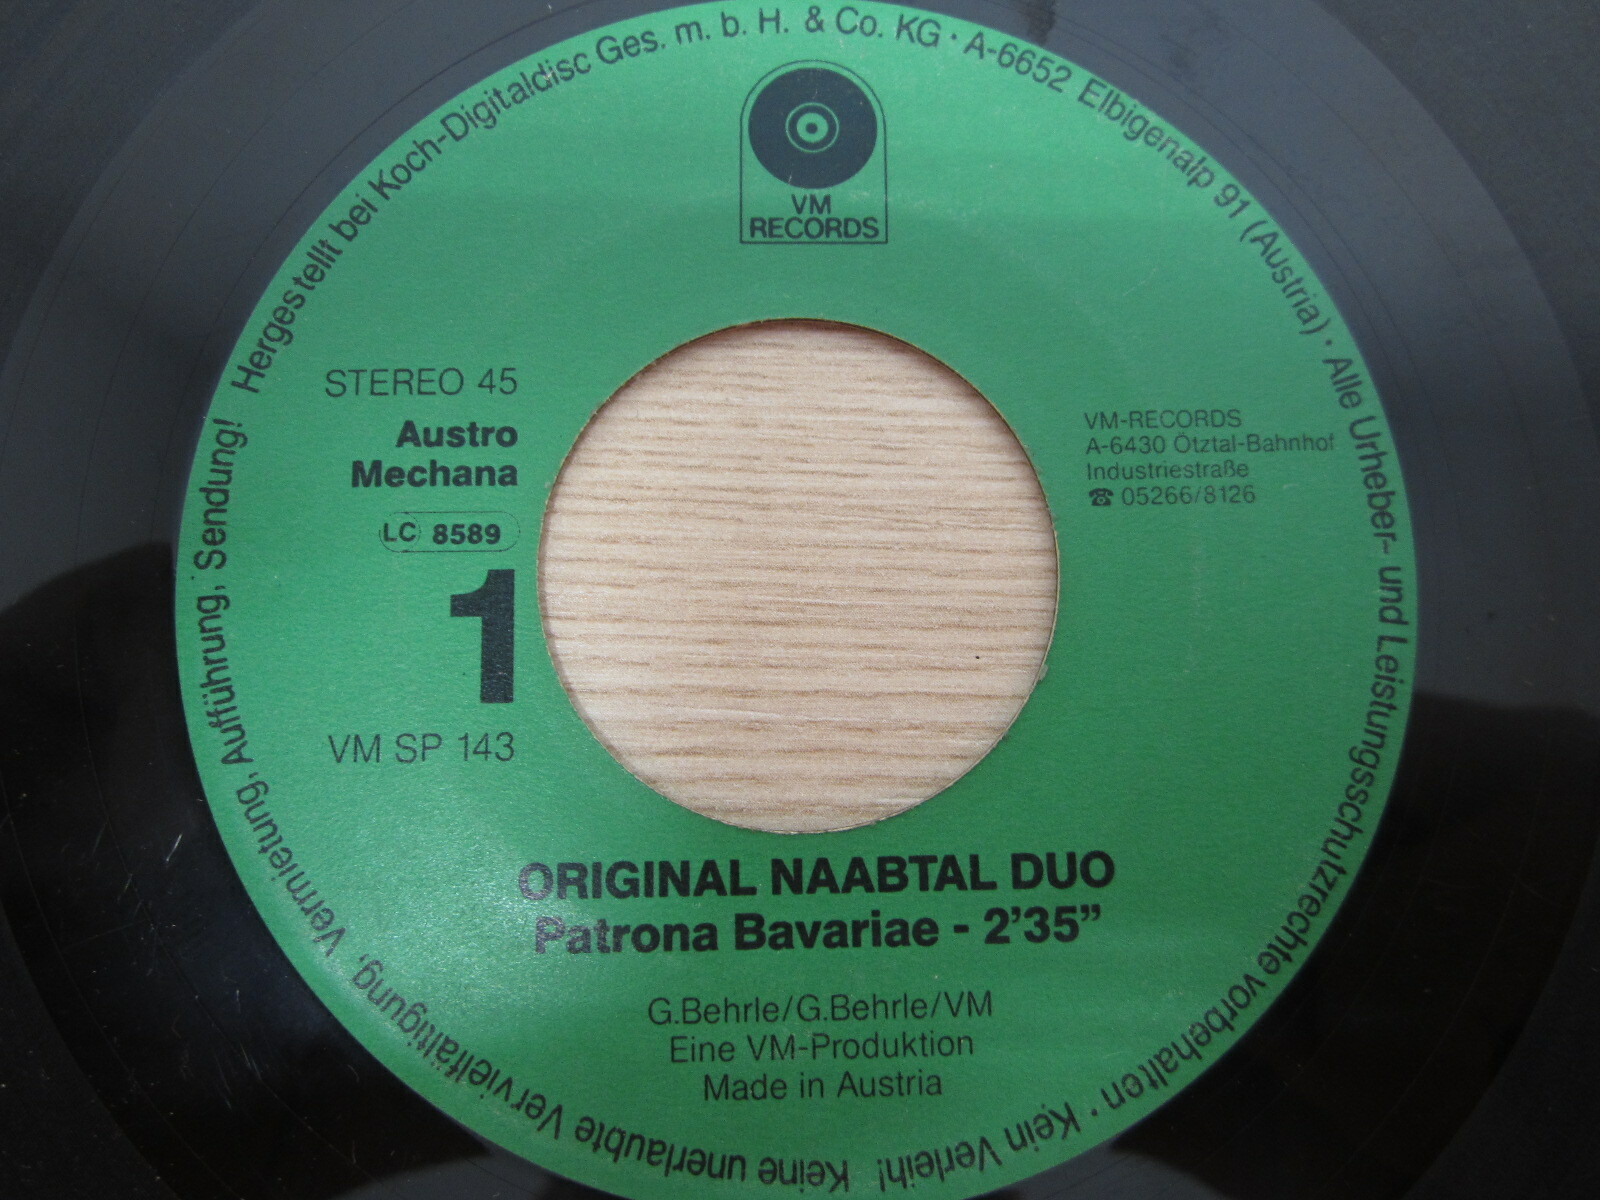 Hergestellt bei Koch-Digitaldisc Ges. m. b. H. & Co. KG · A-6652 Elbigenalp 91 (Austria) · Alle Urheber- und Leistungsschutzrechte vorbehalten · Kein Verleih! Keine unerlaubte Vervielfältigung, Vermietung, Aufführung, Sendung!
VM
RECORDS
STEREO 45
Austro
Mechana
LC 8589
1
VM SP 143
VM-RECORDS
A-6430 Ötztal-Bahnhof
Industriestraße
☎ 05266/8126
ORIGINAL NAABTAL DUO
Patrona Bavariae - 2’35”
G.Behrle/G.Behrle/VM
Eine VM-Produktion
Made in Austria